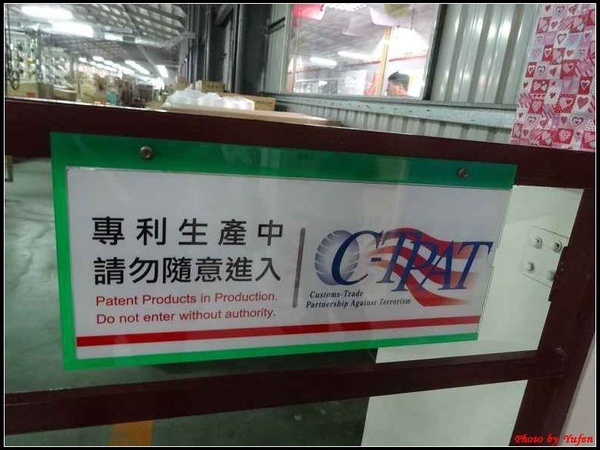 專利生產中
請勿隨意進入
Patent Products in Production.
Do not enter without authority.
C-TPAT
Customs-Trade
Partnership Against Terrorism
Photo by Yufen